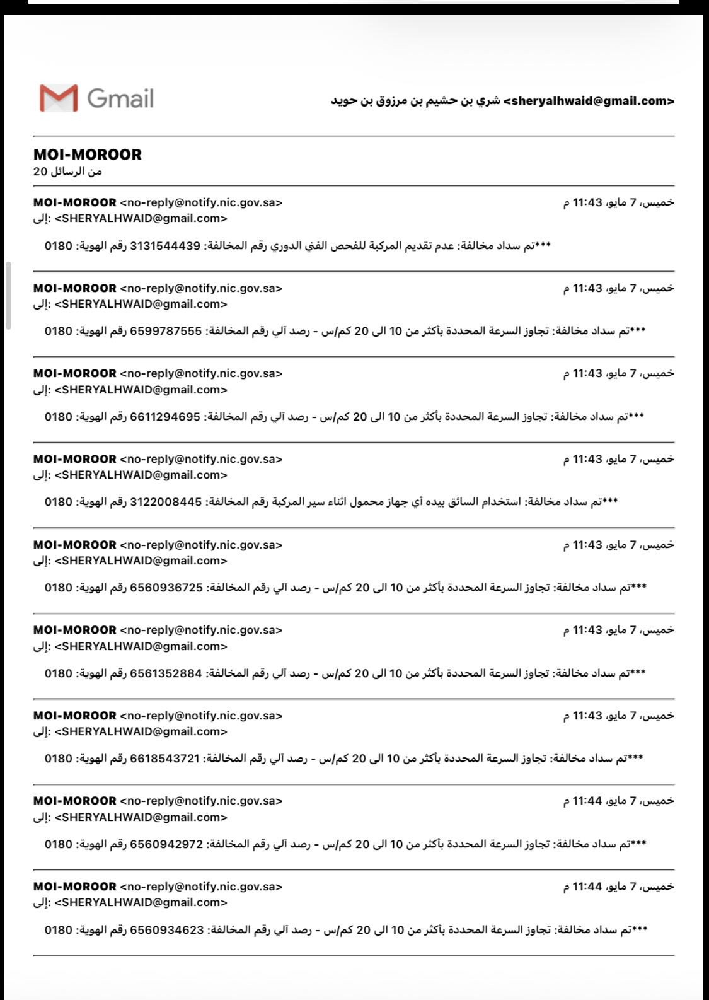 Gmail
شري بن حشيم بن مرزوق بن حويد <sheryalhwaid@gmail.com>
MOI-MOROOR
20 من الرسائل
MOI-MOROOR <no-reply@notify.nic.gov.sa> خميس، 7 مايو، 11:43 م
إلى: <SHERYALHWAID@gmail.com>
***تم سداد مخالفة: عدم تقديم المركبة للفحص الفني الدوري رقم المخالفة: 3131544439 رقم الهوية: 0180
MOI-MOROOR <no-reply@notify.nic.gov.sa> خميس، 7 مايو، 11:43 م
إلى: <SHERYALHWAID@gmail.com>
***تم سداد مخالفة: تجاوز السرعة المحددة بأكثر من 10 الى 20 كم/س - رصد آلي رقم المخالفة: 6599787555 رقم الهوية: 0180
MOI-MOROOR <no-reply@notify.nic.gov.sa> خميس، 7 مايو، 11:43 م
إلى: <SHERYALHWAID@gmail.com>
***تم سداد مخالفة: تجاوز السرعة المحددة بأكثر من 10 الى 20 كم/س - رصد آلي رقم المخالفة: 6611294695 رقم الهوية: 0180
MOI-MOROOR <no-reply@notify.nic.gov.sa> خميس، 7 مايو، 11:43 م
إلى: <SHERYALHWAID@gmail.com>
***تم سداد مخالفة: استخدام السائق بيده أي جهاز محمول اثناء سير المركبة رقم المخالفة: 3122008445 رقم الهوية: 0180
MOI-MOROOR <no-reply@notify.nic.gov.sa> خميس، 7 مايو، 11:43 م
إلى: <SHERYALHWAID@gmail.com>
***تم سداد مخالفة: تجاوز السرعة المحددة بأكثر من 10 الى 20 كم/س - رصد آلي رقم المخالفة: 6560936725 رقم الهوية: 0180
MOI-MOROOR <no-reply@notify.nic.gov.sa> خميس، 7 مايو، 11:43 م
إلى: <SHERYALHWAID@gmail.com>
***تم سداد مخالفة: تجاوز السرعة المحددة بأكثر من 10 الى 20 كم/س - رصد آلي رقم المخالفة: 6561352884 رقم الهوية: 0180
MOI-MOROOR <no-reply@notify.nic.gov.sa> خميس، 7 مايو، 11:43 م
إلى: <SHERYALHWAID@gmail.com>
***تم سداد مخالفة: تجاوز السرعة المحددة بأكثر من 10 الى 20 كم/س - رصد آلي رقم المخالفة: 6618543721 رقم الهوية: 0180
MOI-MOROOR <no-reply@notify.nic.gov.sa> خميس، 7 مايو، 11:44 م
إلى: <SHERYALHWAID@gmail.com>
***تم سداد مخالفة: تجاوز السرعة المحددة بأكثر من 10 الى 20 كم/س - رصد آلي رقم المخالفة: 6560942972 رقم الهوية: 0180
MOI-MOROOR <no-reply@notify.nic.gov.sa> خميس، 7 مايو، 11:44 م
إلى: <SHERYALHWAID@gmail.com>
***تم سداد مخالفة: تجاوز السرعة المحددة بأكثر من 10 الى 20 كم/س - رصد آلي رقم المخالفة: 6560934623 رقم الهوية: 0180